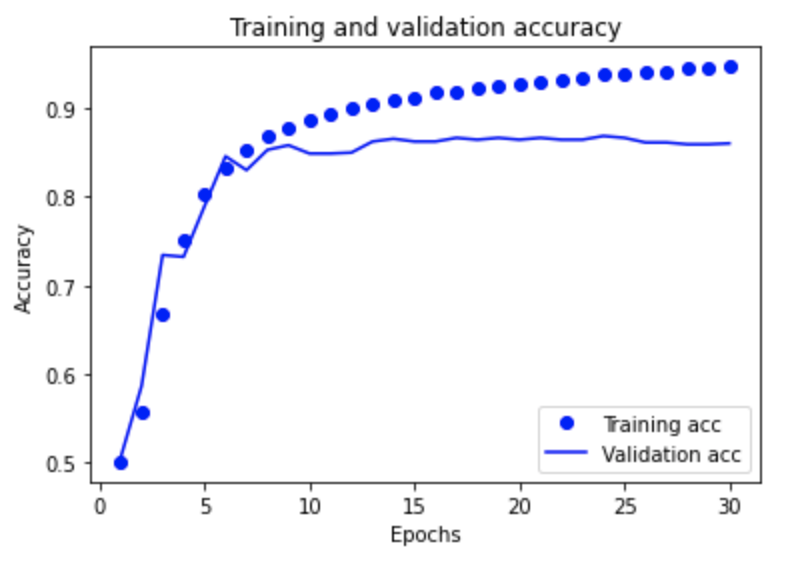 Training and validation accuracy
Accuracy
0.9
0.8
0.7
0.6
0.5
Training acc
Validation acc
0 5 10 15 20 25 30
Epochs